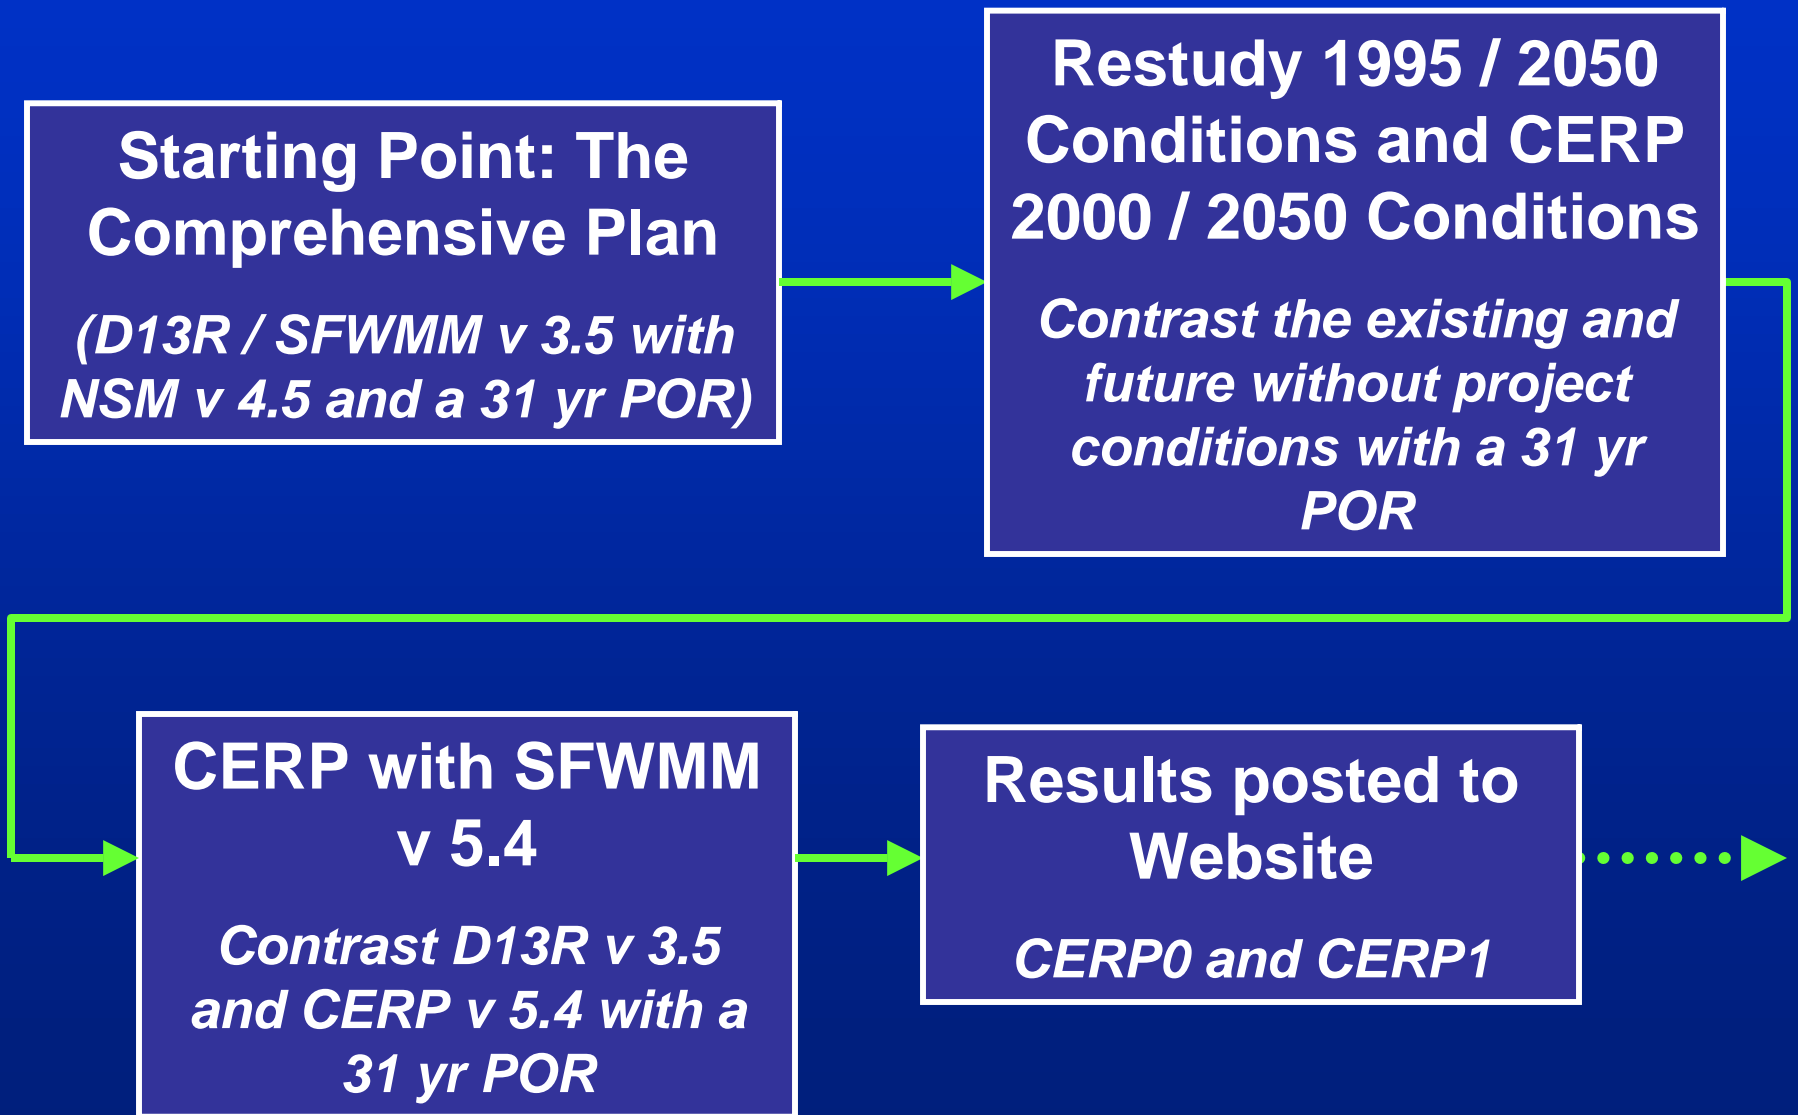 Starting Point: The
Comprehensive Plan
(D13R / SFWMM v 3.5 with
NSM v 4.5 and a 31 yr POR)
Restudy 1995 / 2050
Conditions and CERP
2000 / 2050 Conditions
Contrast the existing and
future without project
conditions with a 31 yr
POR
CERP with SFWMM
v 5.4
Contrast D13R v 3.5
and CERP v 5.4 with a
31 yr POR
Results posted to
Website
CERP0 and CERP1